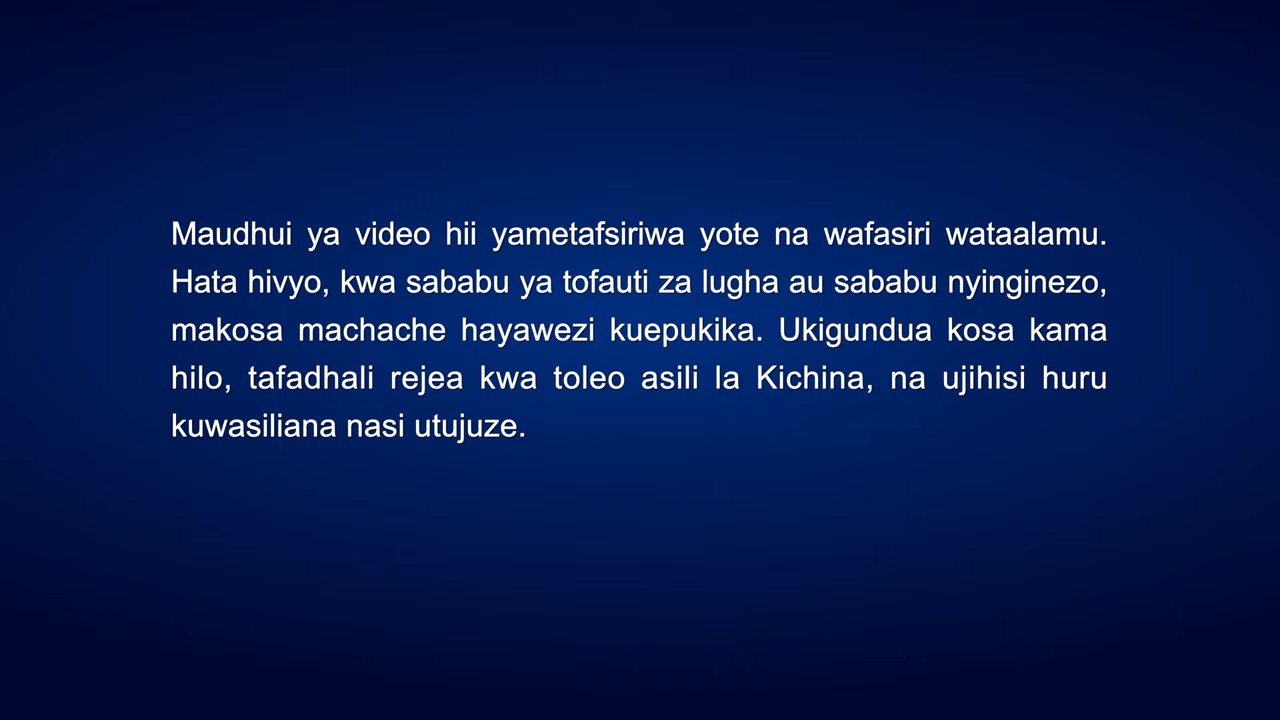 Maudhui ya video hii yametafsiriwa yote na wafasiri wataalamu.
Hata hivyo, kwa sababu ya tofauti za lugha au sababu nyinginezo,
makosa machache hayawezi kuepukika. Ukigundua kosa kama
hilo, tafadhali rejea kwa toleo asili la Kichina, na ujihisi huru
kuwasiliana nasi utujuze.